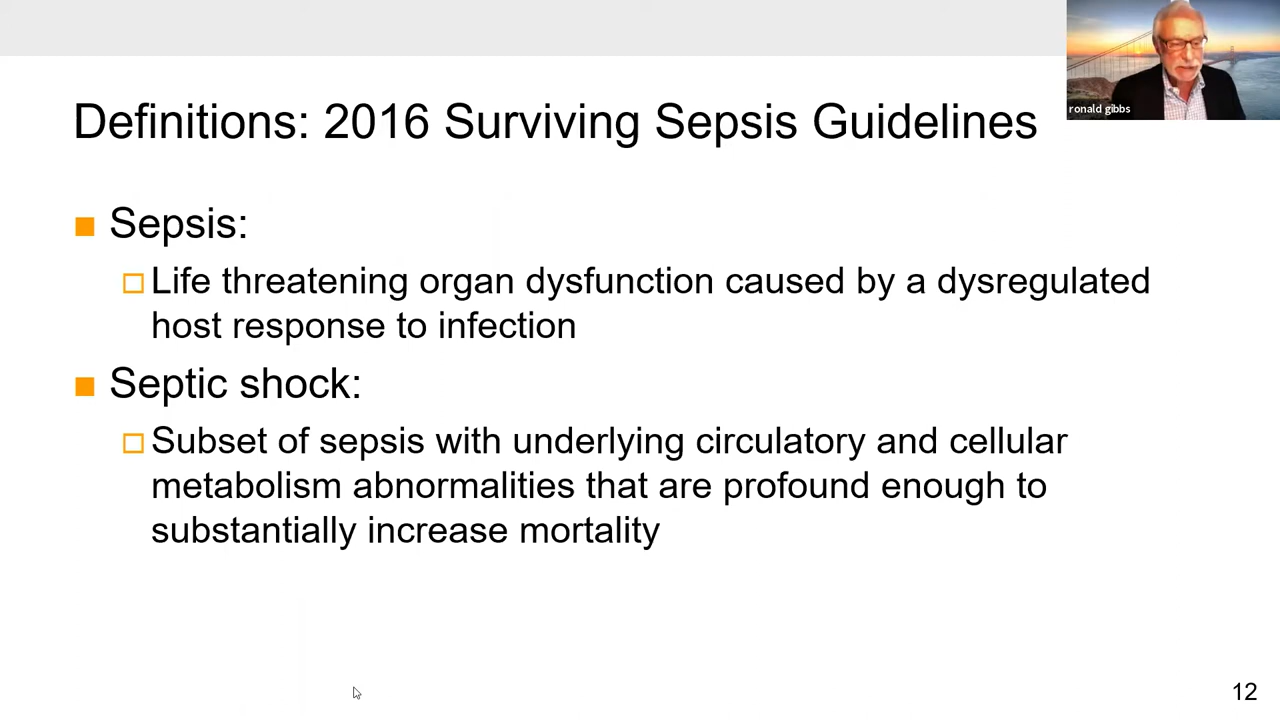 Definitions: 2016 Surviving Sepsis Guidelines
ronald gibbs
Sepsis:
Life threatening organ dysfunction caused by a dysregulated
host response to infection
Septic shock:
Subset of sepsis with underlying circulatory and cellular
metabolism abnormalities that are profound enough to
substantially increase mortality
12